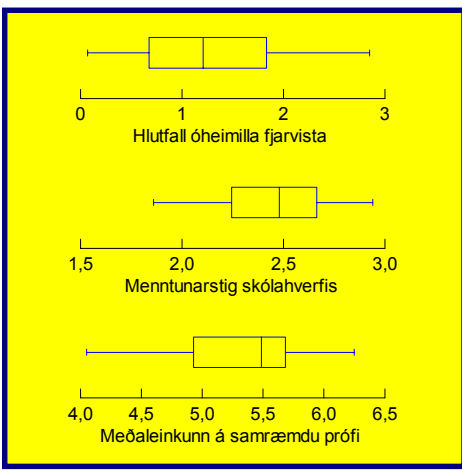 0 1 2 3
Hlutfall óheimilla fjarvista
1,5 2,0 2,5 3,0
Menntunarstig skólahverfis
4,0 4,5 5,0 5,5 6,0 6,5
Meðaleinkunn á samræmdu prófi